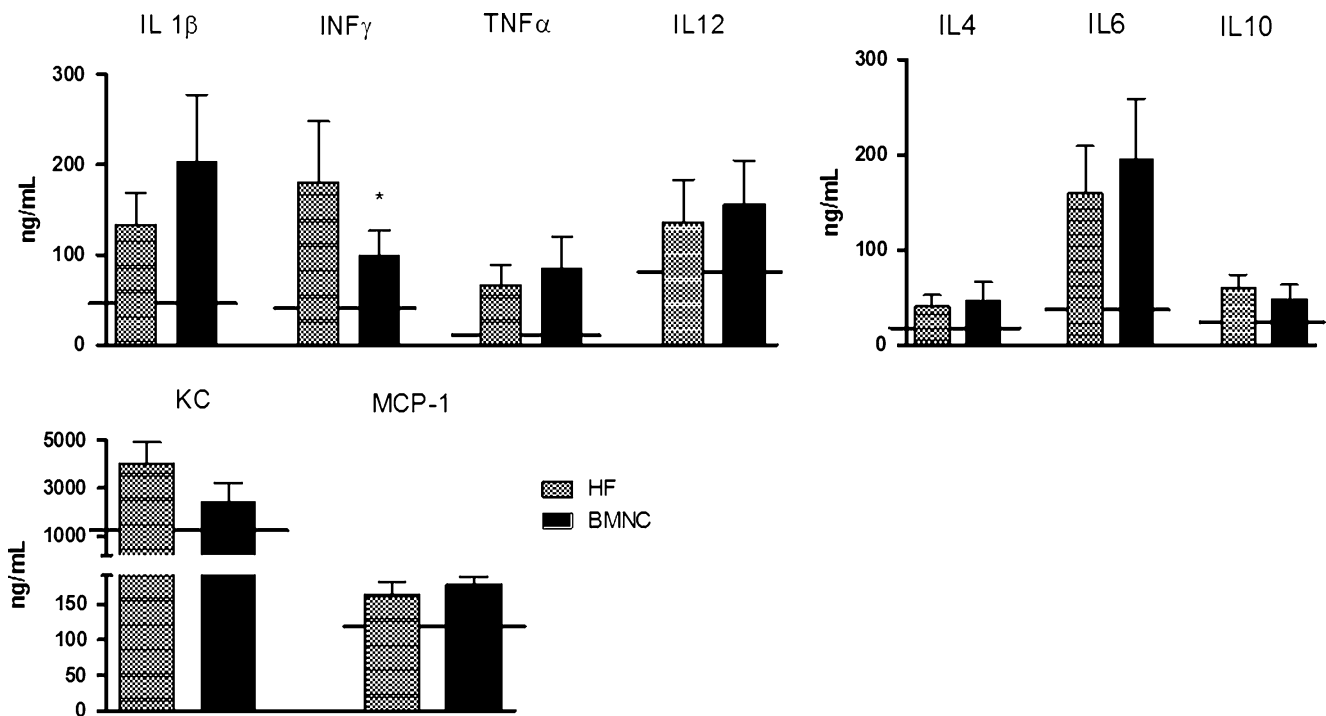 IL 1β INFγ TNFα IL12
300
200
100
0
ng/mL
*
IL4 IL6 IL10
300
200
100
0
ng/mL
KC MCP-1
5000
3000
1000
150
100
50
0
ng/mL
HF
BMNC